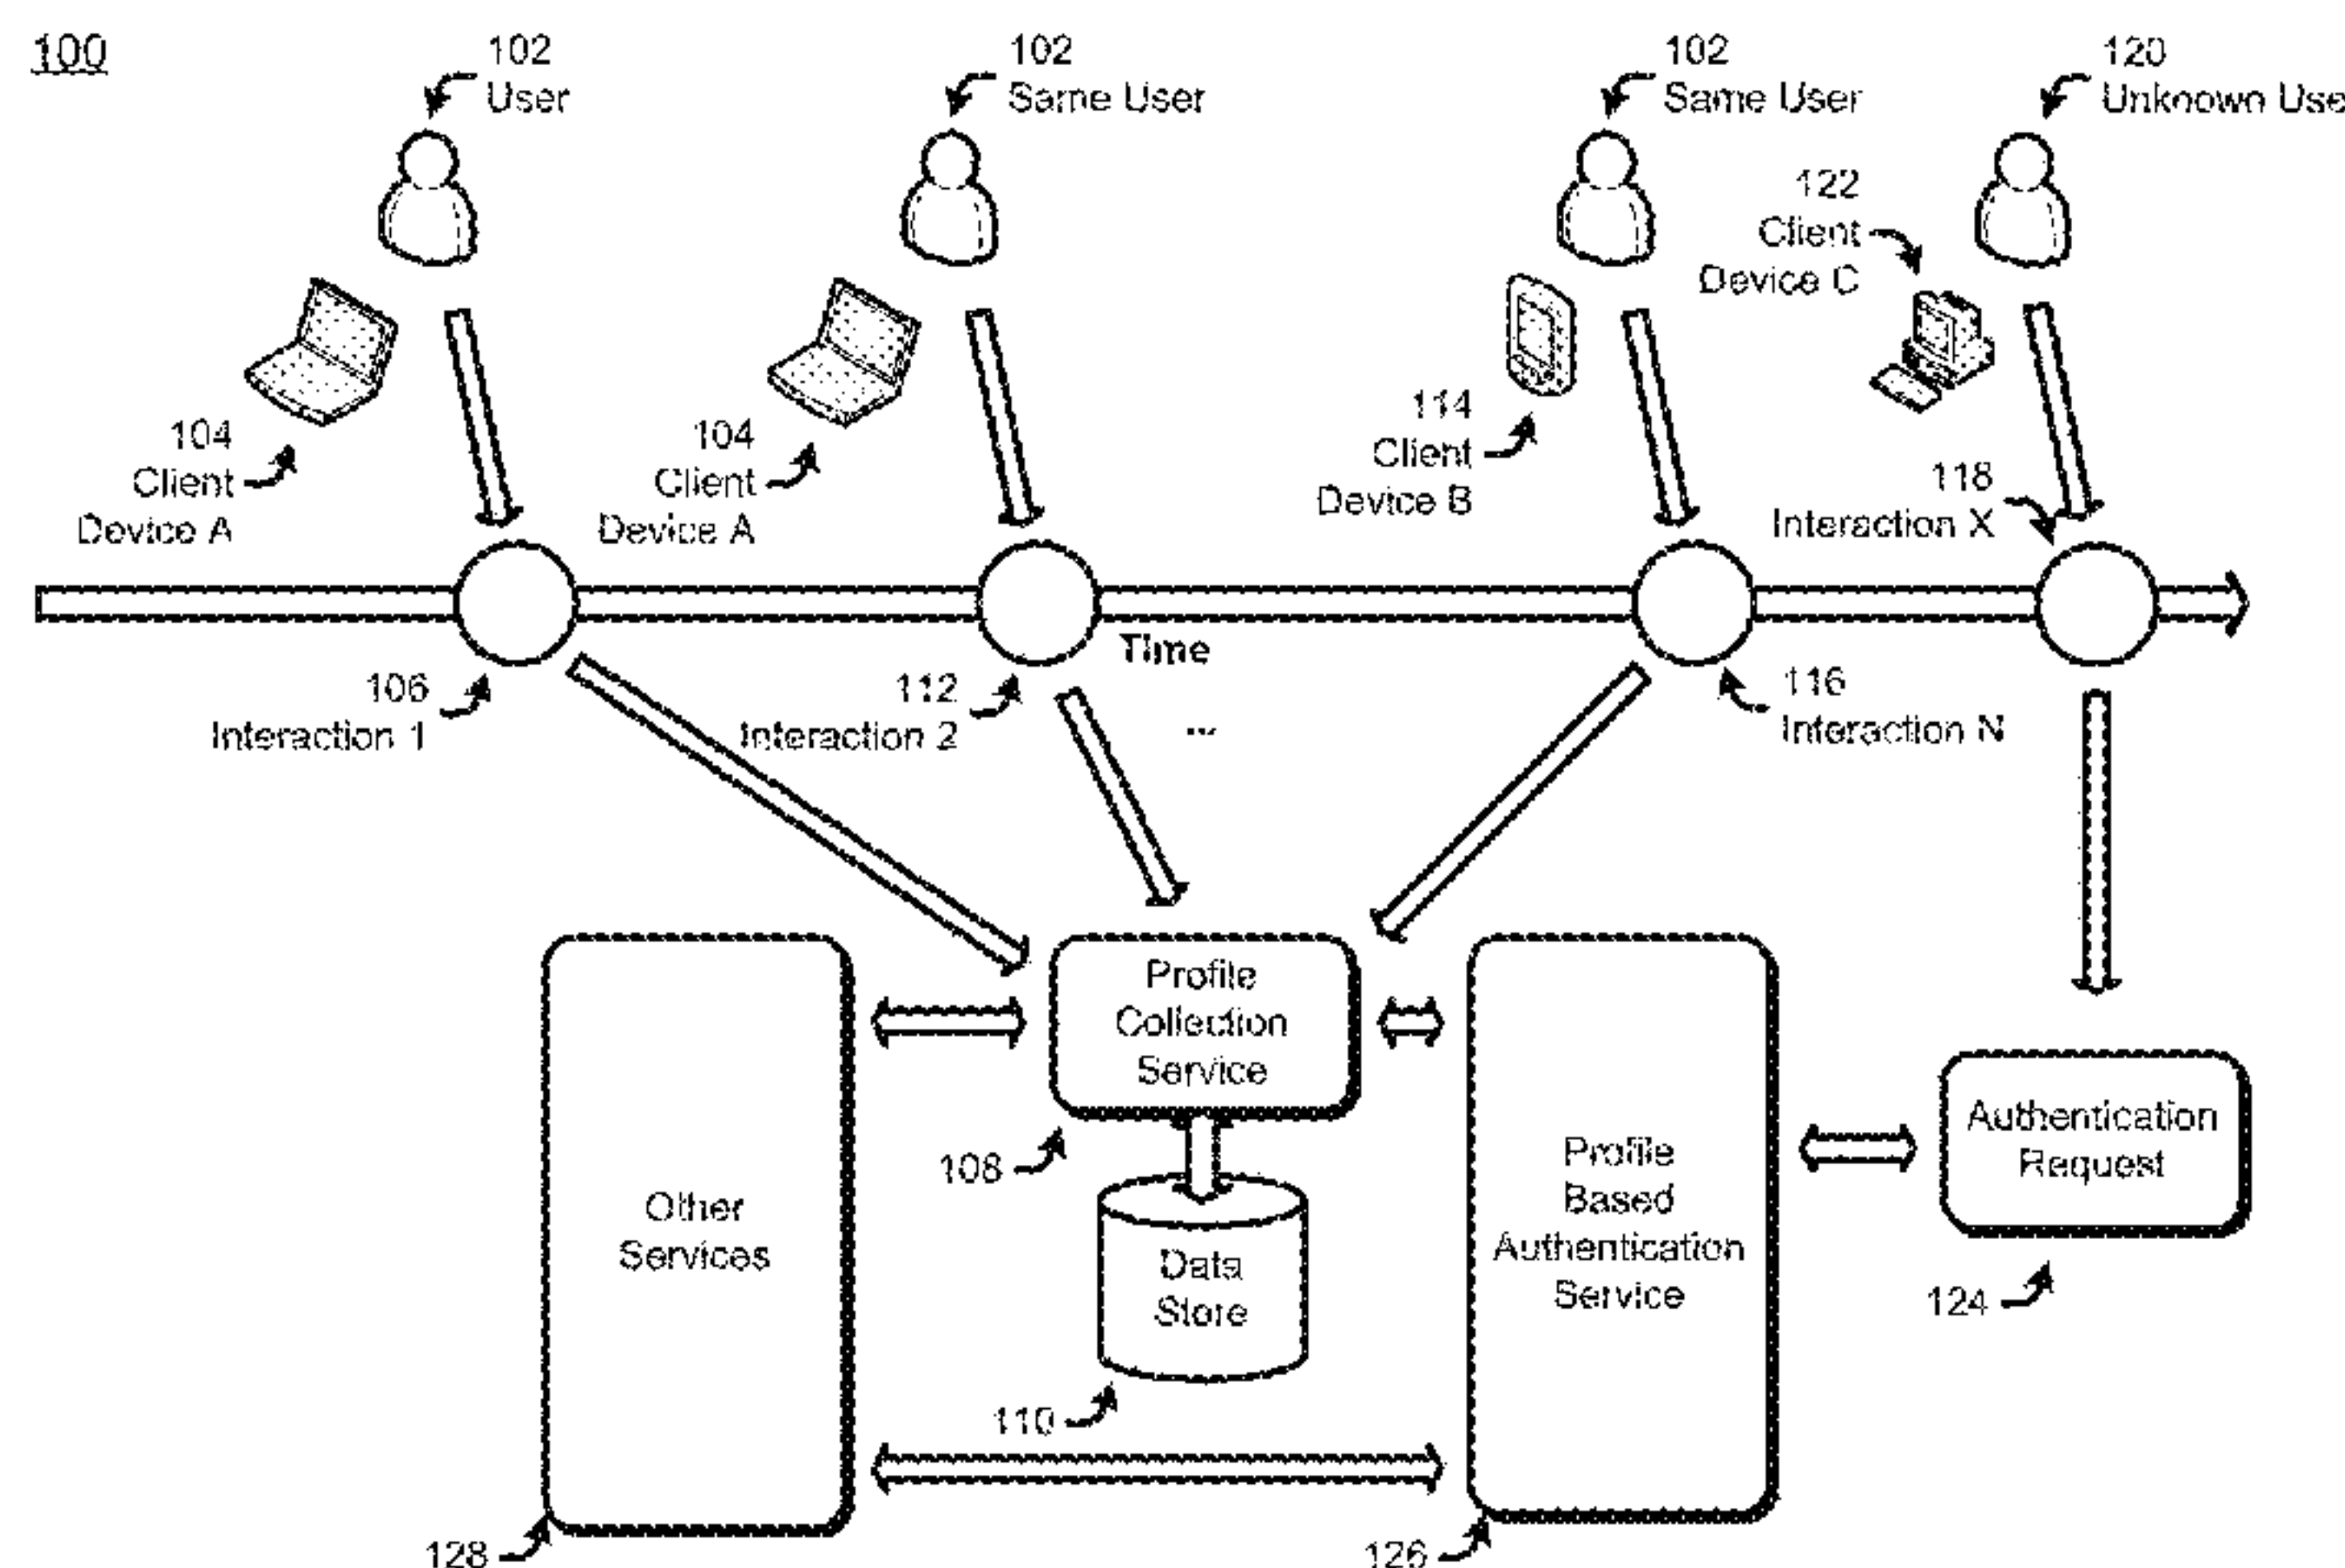 100
102
User
102
Same User
102
Same User
120
Unknown Use
122
Client
Device C
104
Client
Device A
104
Client
Device A
114
Client
Device B
118
Interaction X
Time
106
Interaction 1
112
Interaction 2
...
116
Interaction N
Profile
Collection
Service
108
Data
Store
110
Other
Services
128
Profile
Based
Authentication
Service
126
Authentication
Request
124